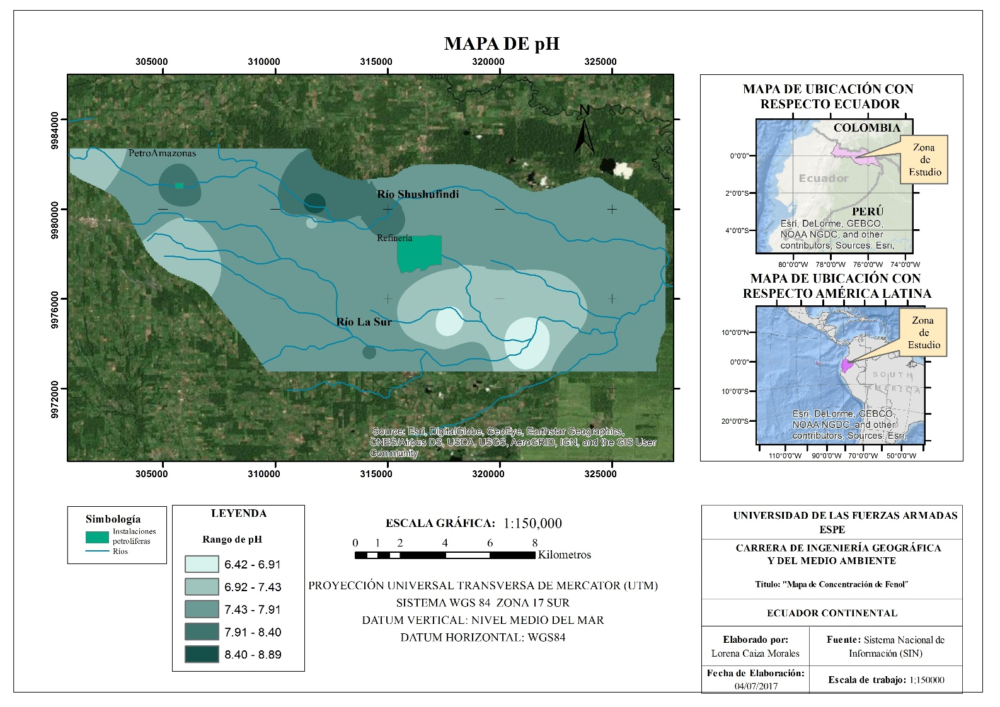 MAPA DE pH
305000
310000
315000
320000
325000
9984000
9980000
9976000
9972000
N
PetroAmazonas
Río Shushufindi
Refinería
Río La Sur
Source: Esri, DigitalGlobe, GeoEye, Earthstar Geographics,
CNES/Airbus DS, USDA, USGS, AeroGRID, IGN, and the GIS User
Community
305000
310000
315000
320000
325000
MAPA DE UBICACIÓN CON
RESPECTO ECUADOR
COLOMBIA
Zona
de
Estudio
Ecuador
PERÚ
Esri, DeLorme, GEBCO,
NOAA NGDC, and other
contributors, Sources: Esri,
0°0'0"
2°0'0"S
4°0'0"S
80°0'0"W
78°0'0"W
76°0'0"W
74°0'0"W
MAPA DE UBICACIÓN CON
RESPECTO AMÉRICA LATINA
Zona
de
Estudio
SOUTH
AMERICA
Esri, DeLorme, GEBCO,
NOAA NGDC, and other
contributors, Sources: Esri,
10°0'0"N
0°0'0"
10°0'0"S
20°0'0"S
110°0'0"W
90°0'0"W
70°0'0"W
50°0'0"W
Simbología
Instalaciones
petrolíferas
Ríos
LEYENDA
Rango de pH
6.42 - 6.91
6.92 - 7.43
7.43 - 7.91
7.91 - 8.40
8.40 - 8.89
ESCALA GRÁFICA: 1:150,000
0 1 2 4 6 8
Kilometros
PROYECCIÓN UNIVERSAL TRANSVERSA DE MERCATOR (UTM)
SISTEMA WGS 84 ZONA 17 SUR
DATUM VERTICAL: NIVEL MEDIO DEL MAR
DATUM HORIZONTAL: WGS84
UNIVERSIDAD DE LAS FUERZAS ARMADAS
ESPE
CARRERA DE INGENIERÍA GEOGRÁFICA
Y DEL MEDIO AMBIENTE
Título: "Mapa de Concentración de Fenol"
ECUADOR CONTINENTAL
Elaborado por:
Lorena Caiza Morales
Fuente: Sistema Nacional de
Información (SIN)
Fecha de Elaboración:
04/07/2017
Escala de trabajo: 1:150000